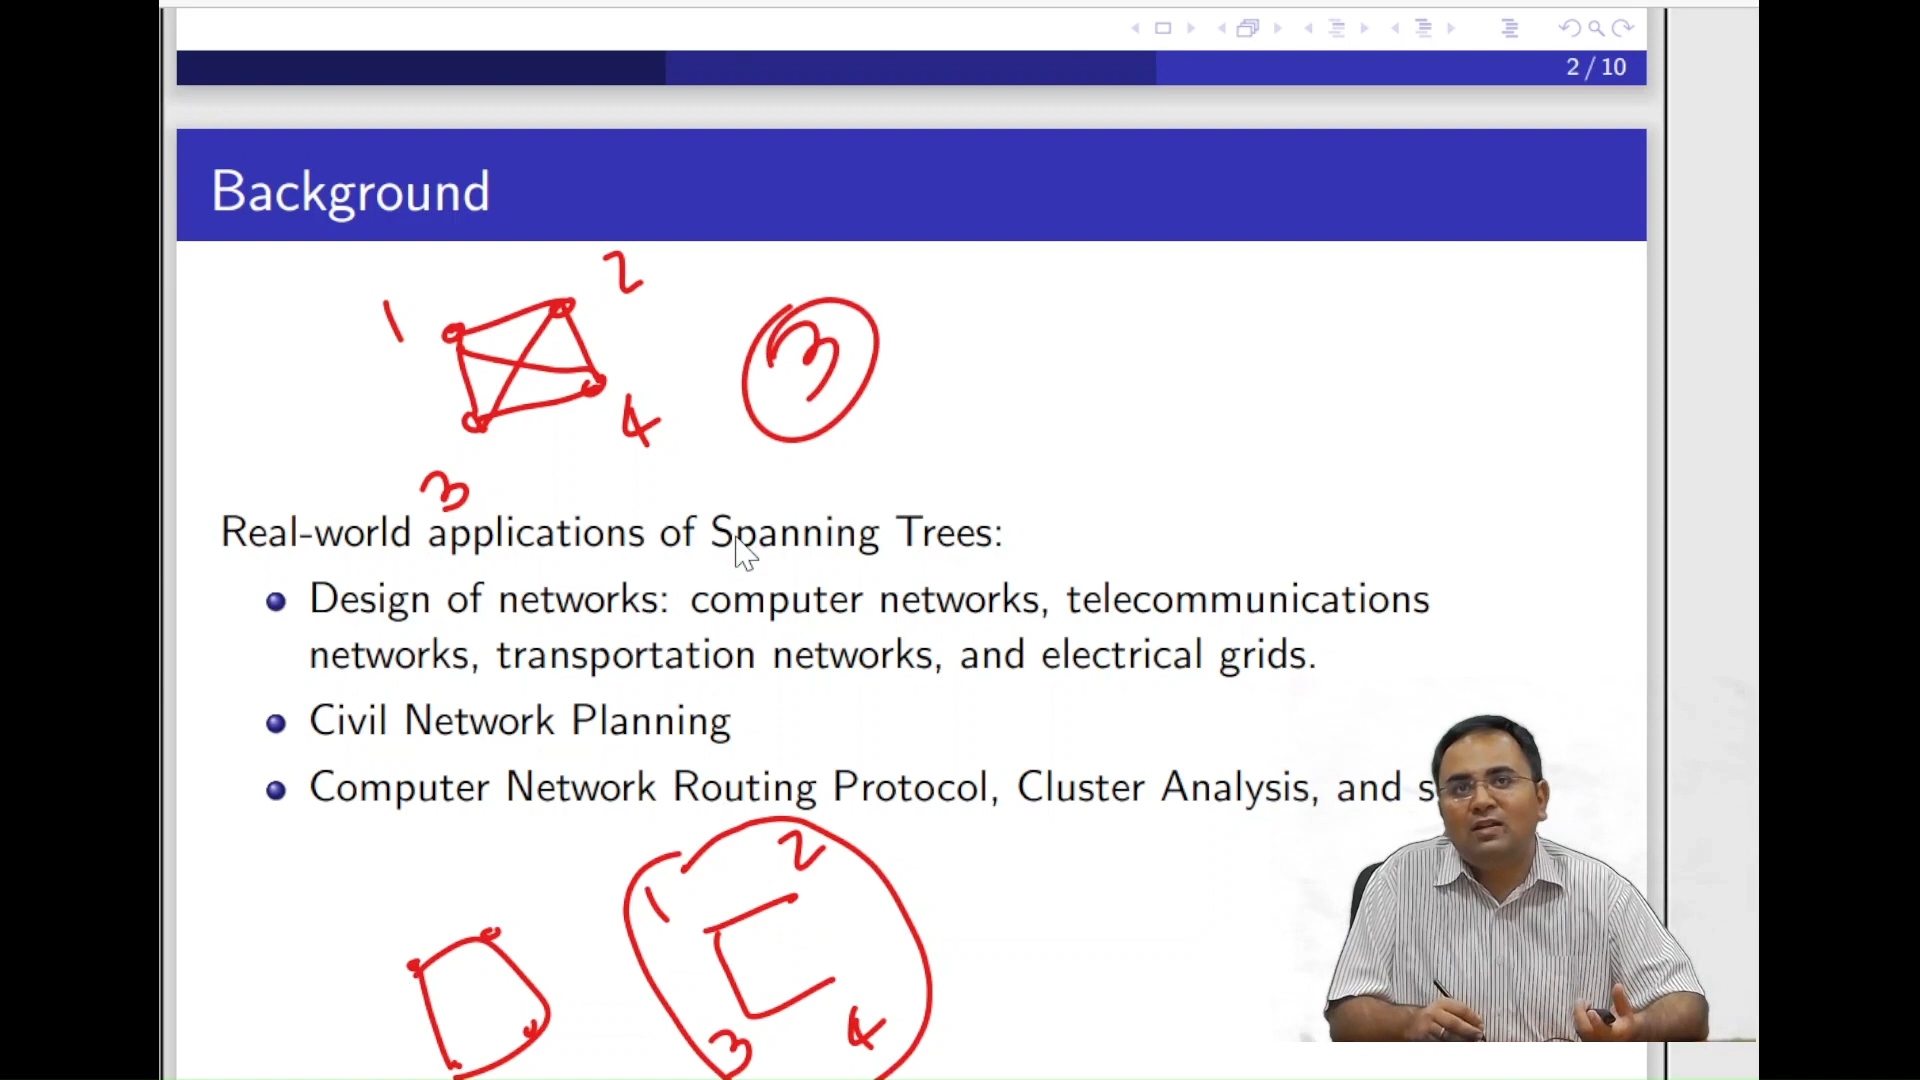 2 / 10
Background
2
1
3
4
3
Real-world applications of Spanning Trees:
Design of networks: computer networks, telecommunications
networks, transportation networks, and electrical grids.
Civil Network Planning
Computer Network Routing Protocol, Cluster Analysis, and s
2
1
4
3